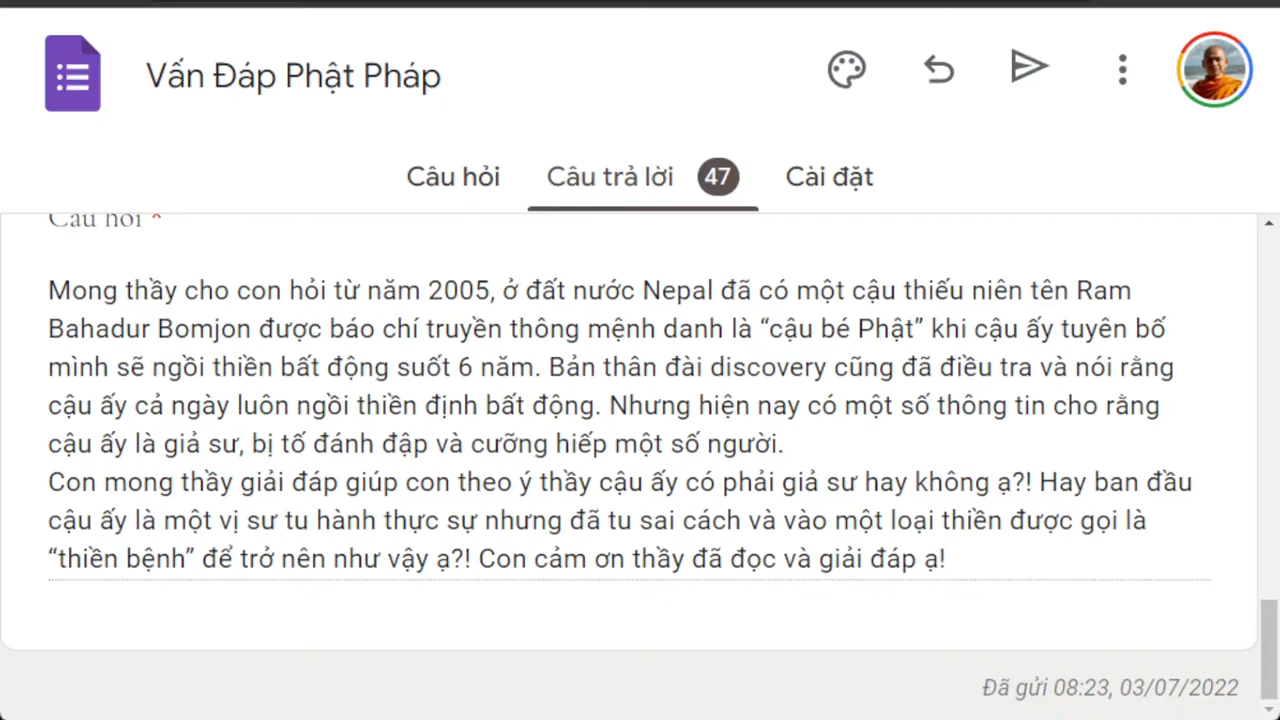 Vấn Đáp Phật Pháp
Câu hỏi
Câu trả lời 47
Cài đặt
Câu hỏi *
Mong thầy cho con hỏi từ năm 2005, ở đất nước Nepal đã có một cậu thiếu niên tên Ram
Bahadur Bomjon được báo chí truyền thông mệnh danh là “cậu bé Phật” khi cậu ấy tuyên bố
mình sẽ ngồi thiền bất động suốt 6 năm. Bản thân đài discovery cũng đã điều tra và nói rằng
cậu ấy cả ngày luôn ngồi thiền định bất động. Nhưng hiện nay có một số thông tin cho rằng
cậu ấy là giả sư, bị tố đánh đập và cưỡng hiếp một số người.
Con mong thầy giải đáp giúp con theo ý thầy cậu ấy có phải giả sư hay không ạ?! Hay ban đầu
cậu ấy là một vị sư tu hành thực sự nhưng đã tu sai cách và vào một loại thiền được gọi là
“thiền bệnh” để trở nên như vậy ạ?! Con cảm ơn thầy đã đọc và giải đáp ạ!
Đã gửi 08:23, 03/07/2022